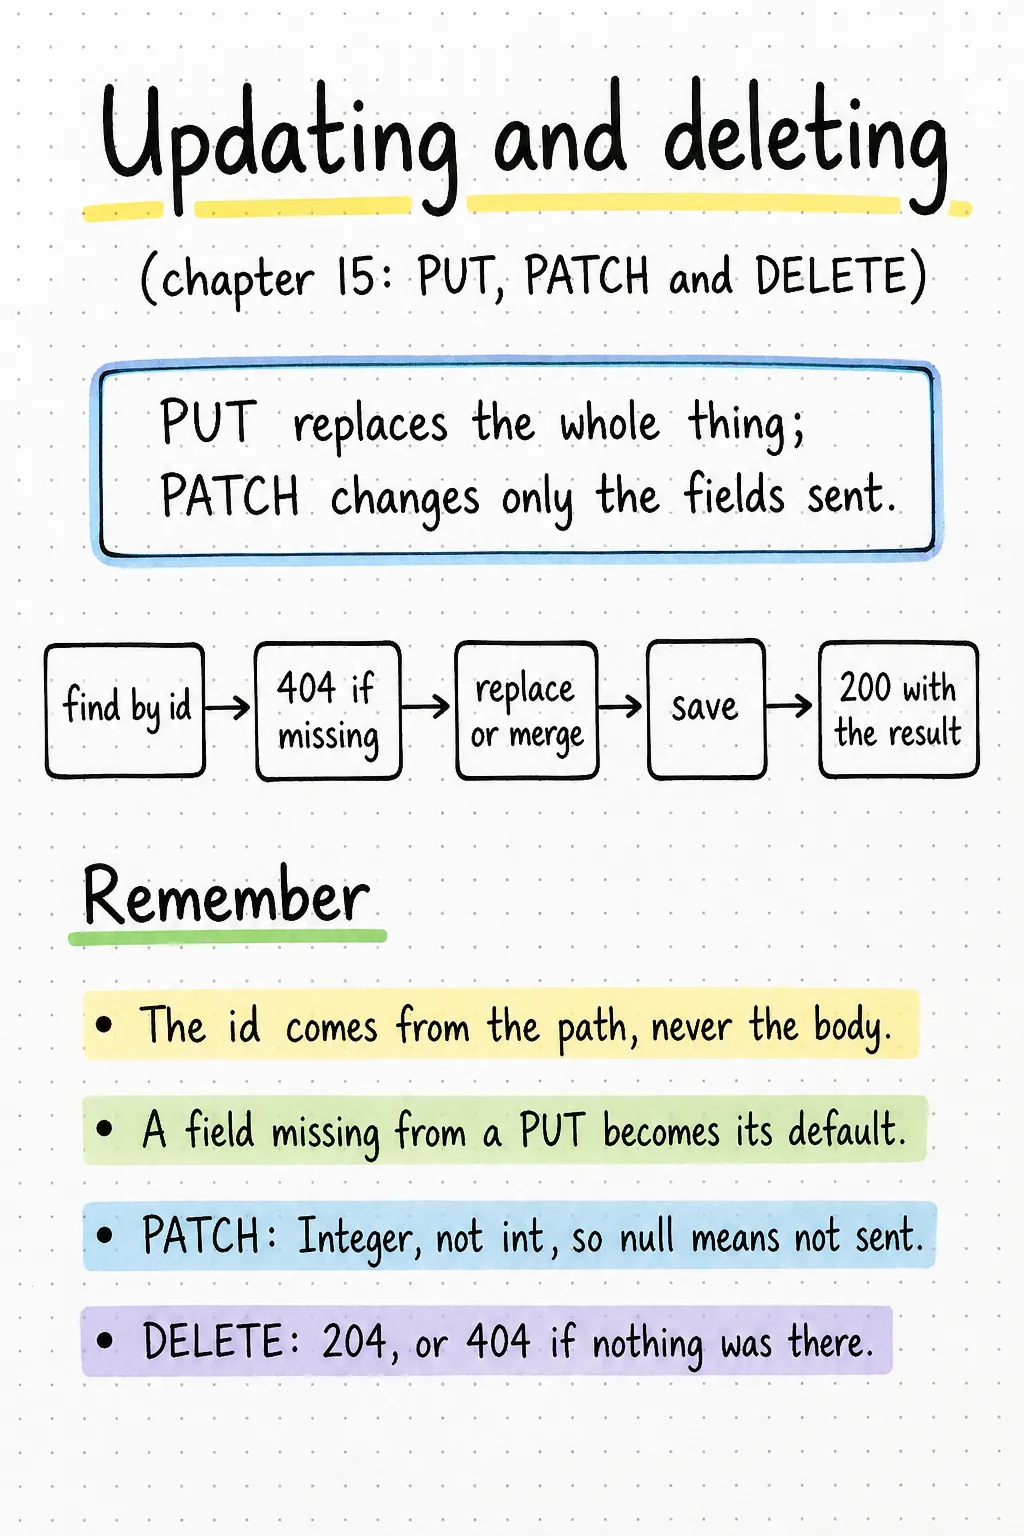 Updating and deleting
(chapter 15: PUT, PATCH and DELETE)
PUT replaces the whole thing;
PATCH changes only the fields sent.
find by id
404 if
missing
replace
or merge
save
200 with
the result
Remember
• The id comes from the path, never the body.
• A field missing from a PUT becomes its default.
• PATCH: Integer, not int, so null means not sent.
• DELETE: 204, or 404 if nothing was there.